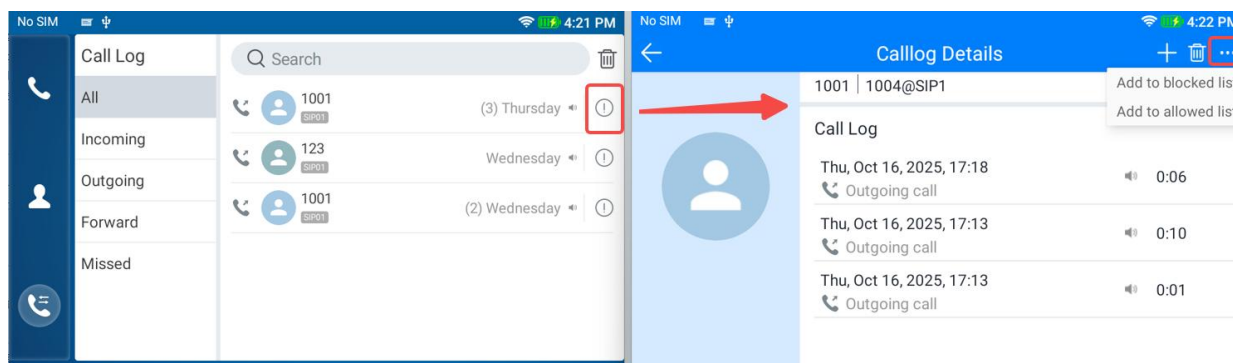 No SIM 4:21 PM
Call Log
Search
All
Incoming
Outgoing
Forward
Missed
1001
SIP01
(3) Thursday
123
SIP01
Wednesday
1001
SIP01
(2) Wednesday
No SIM 4:22 PM
Calllog Details
Add to blocked list
Add to allowed list
1001 1004@SIP1
Call Log
Thu, Oct 16, 2025, 17:18
Outgoing call
0:06
Thu, Oct 16, 2025, 17:13
Outgoing call
0:10
Thu, Oct 16, 2025, 17:13
Outgoing call
0:01